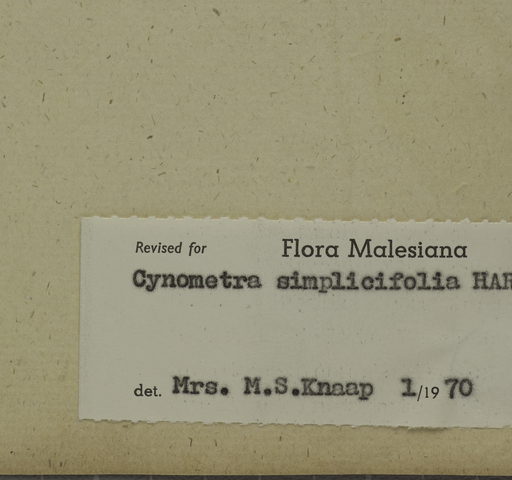 Revised for Flora Malesiana
Cynometra simplicifolia HAR
det. Mrs. M.S.Knaap 1/19 70